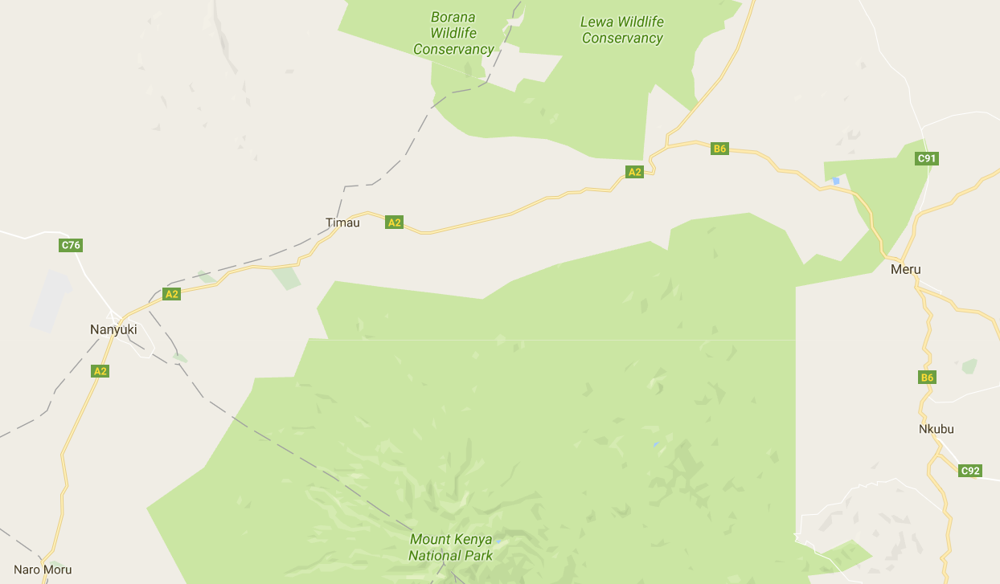 Borana
Wildlife
Conservancy
Lewa Wildlife
Conservancy
B6
C91
A2
Timau
A2
C76
Meru
A2
Nanyuki
A2
B6
Nkubu
C92
Mount Kenya
National Park
Naro Moru